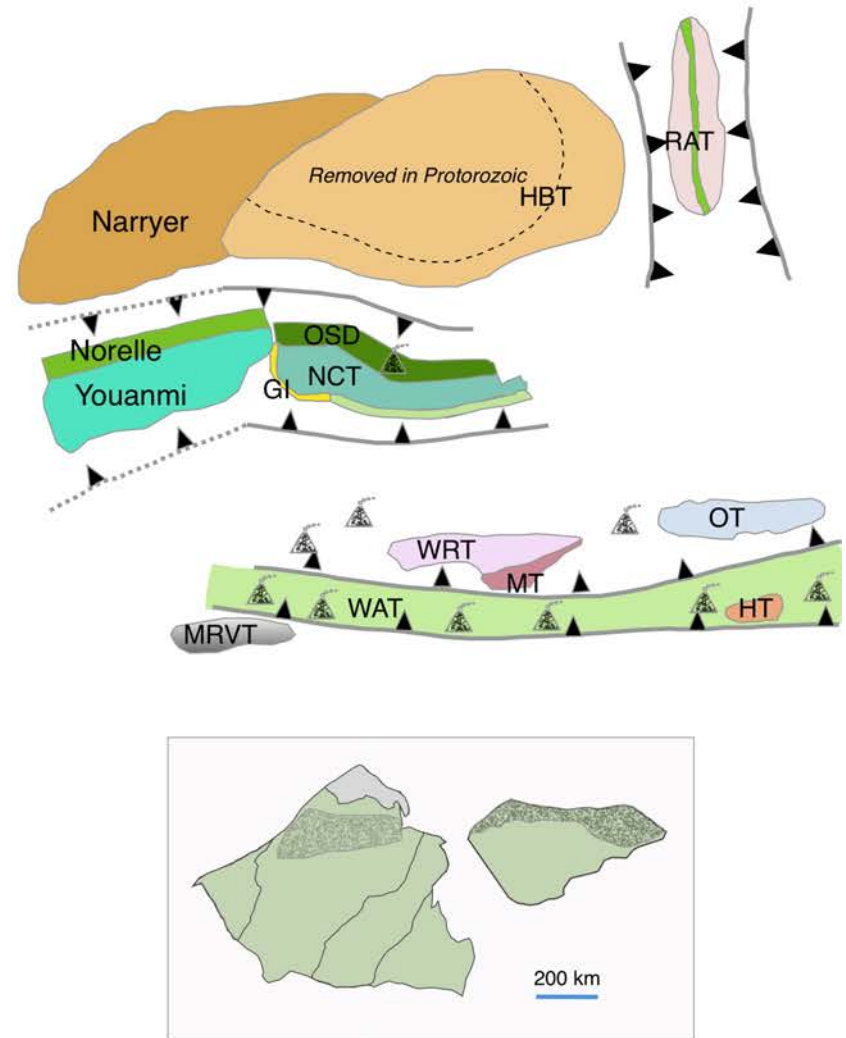 RAT
Removed in Protorozoic
HBT
Narryer
OSD
Norelle
NCT
GI
Youanmi
OT
WRT
MT
WAT
HT
MRVT
200 km